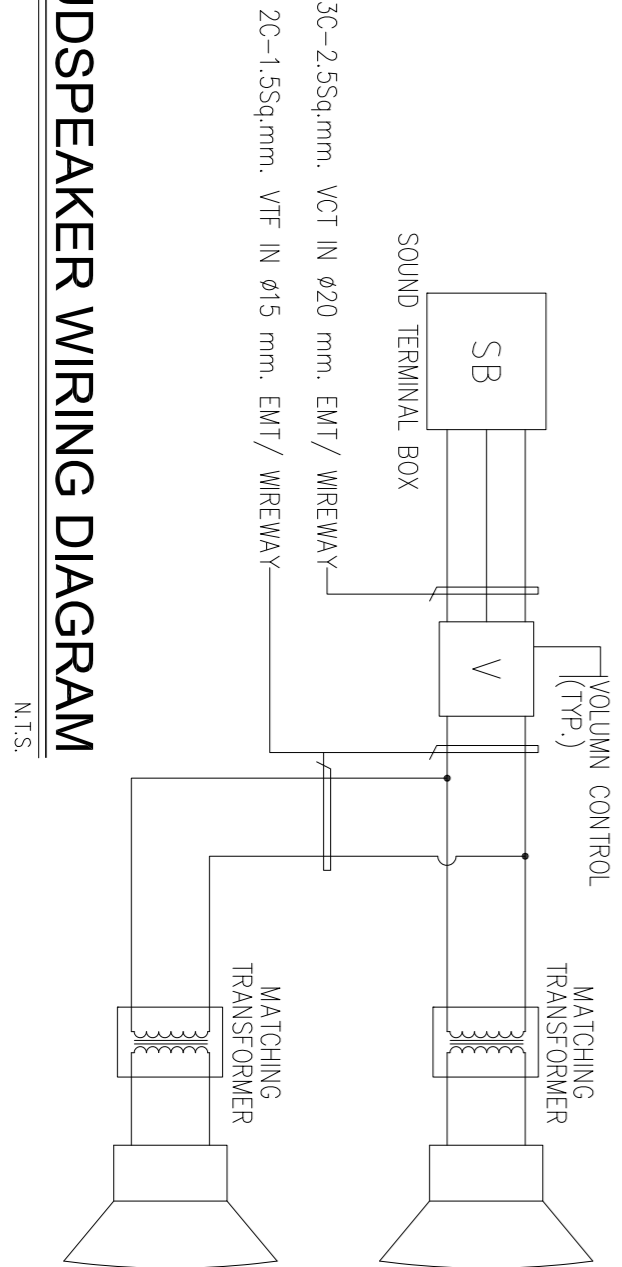 VOLUMN CONTROL
(TYP.)
MATCHING
TRANSFORMER
SB
V
SOUND TERMINAL BOX
3C-2.5Sq.mm. VCT IN ø20 mm. EMT/ WIREWAY
2C-1.5Sq.mm. VTF IN ø15 mm. EMT/ WIREWAY
MATCHING
TRANSFORMER
UDSPEAKER WIRING DIAGRAM
N.T.S.